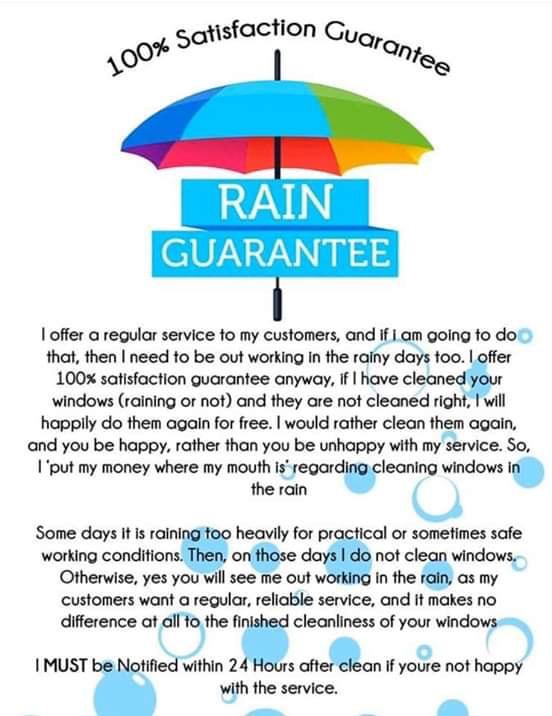 100% Satisfaction Guarantee
RAIN
GUARANTEE
I offer a regular service to my customers, and if i am going to do
that, then I need to be out working in the rainy days too. I offer
100% satisfaction guarantee anyway, if I have cleaned your
windows (raining or not) and they are not cleaned right, I will
happily do them again for free. I would rather clean them again,
and you be happy, rather than you be unhappy with my service. So,
I 'put my money where my mouth is' regarding cleaning windows in
the rain
Some days it is raining too heavily for practical or sometimes safe
working conditions. Then, on those days I do not clean windows.
Otherwise, yes you will see me out working in the rain, as my
customers want a regular, reliable service, and it makes no
difference at all to the finished cleanliness of your windows
I MUST be Notified within 24 Hours after clean if youre not happy
with the service.